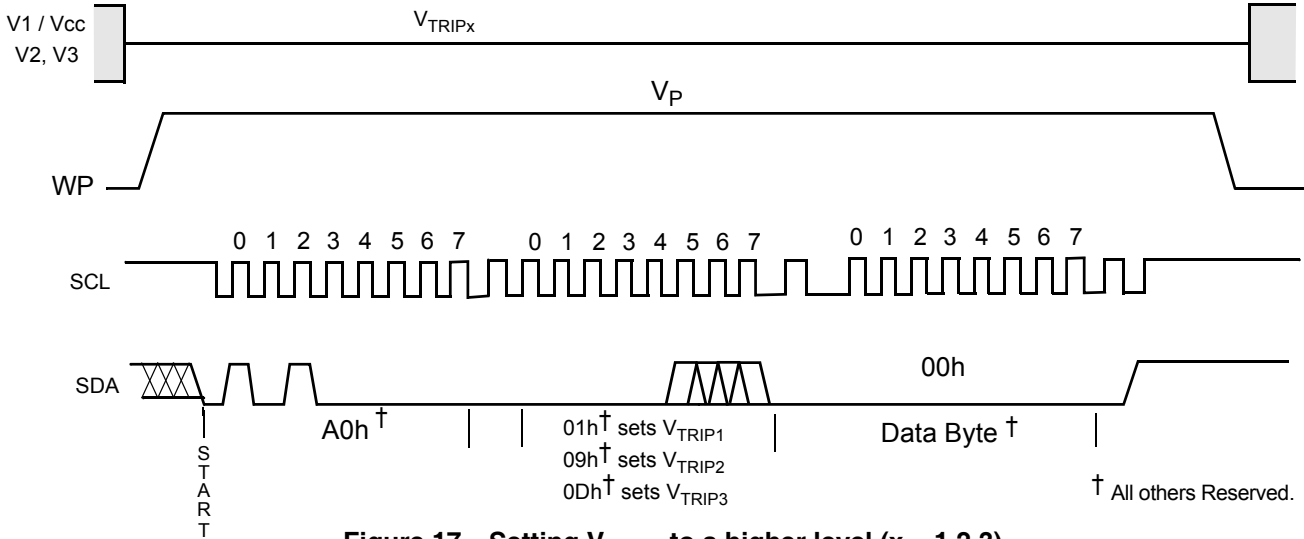 V1 / Vcc
V2, V3
VTRIPx
VP
WP
0 1 2 3 4 5 6 7 0 1 2 3 4 5 6 7 0 1 2 3 4 5 6 7
SCL
SDA
00h
START
A0h †
01h† sets VTRIP1
09h† sets VTRIP2
0Dh† sets VTRIP3
Data Byte †
† All others Reserved.